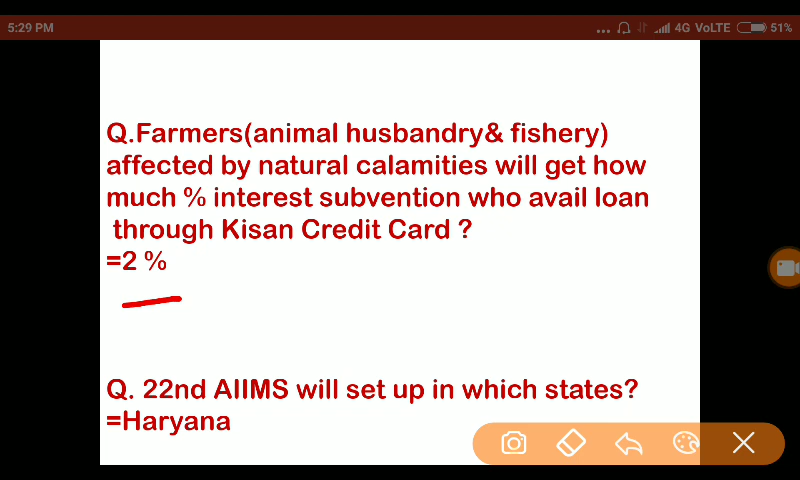 5:29 PM
4G VoLTE 51%
Q.Farmers(animal husbandry& fishery)
affected by natural calamities will get how
much % interest subvention who avail loan
through Kisan Credit Card ?
=2 %
Q. 22nd AIIMS will set up in which states?
=Haryana